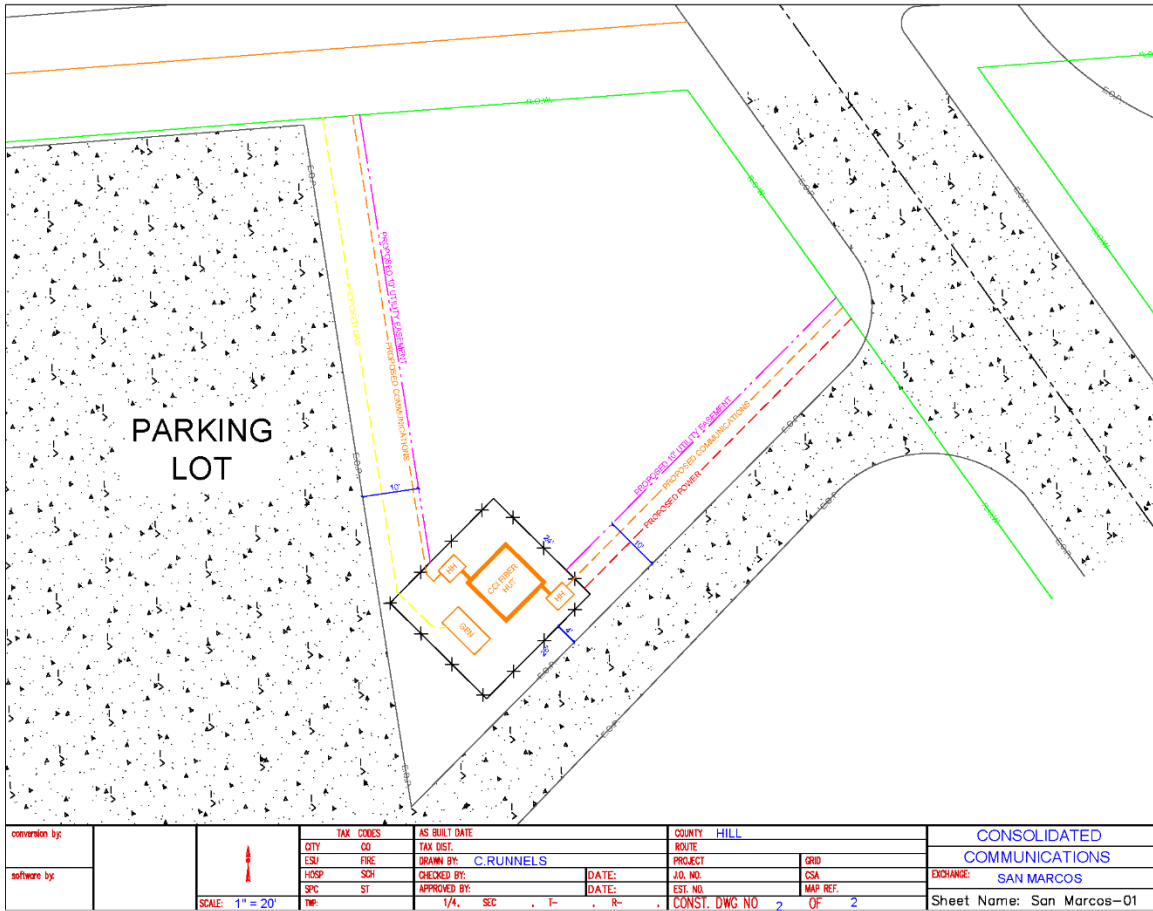 R.O.W.
E.O.P.
R.O.W.
E.O.P.
E.O.P.
E.O.P.
R.O.W.
R.O.W.
E.O.P.
PROPOSED GAS
PROPOSED 10' UTILITY EASEMENT
PROPOSED COMMUNICATIONS
PARKING
LOT
E.O.P.
10'
PROPOSED 10' UTILITY EASEMENT
PROPOSED COMMUNICATIONS
PROPOSED POWER
E.O.P.
E.O.P.
R.O.W.
E.O.P.
24'
10'
HH
CCI FIBER
HUT
HH
GEN
4'
26'
E.O.P.
E.O.P.
E.O.P.
conversion by:
software by:
SCALE: 1" = 20'
TAX CODES
CITY CO
ESU FIRE
HOSP SCH
SPC ST
TWP:
AS BUILT DATE
TAX DIST.
DRAWN BY: C.RUNNELS
CHECKED BY: DATE:
APPROVED BY: DATE:
1/4, SEC . T- . R- .
COUNTY HILL
ROUTE
PROJECT GRID
J.O. NO. CSA
EST. NO. MAP REF.
CONST. DWG NO 2 OF 2
CONSOLIDATED
COMMUNICATIONS
EXCHANGE: SAN MARCOS
Sheet Name: San Marcos-01